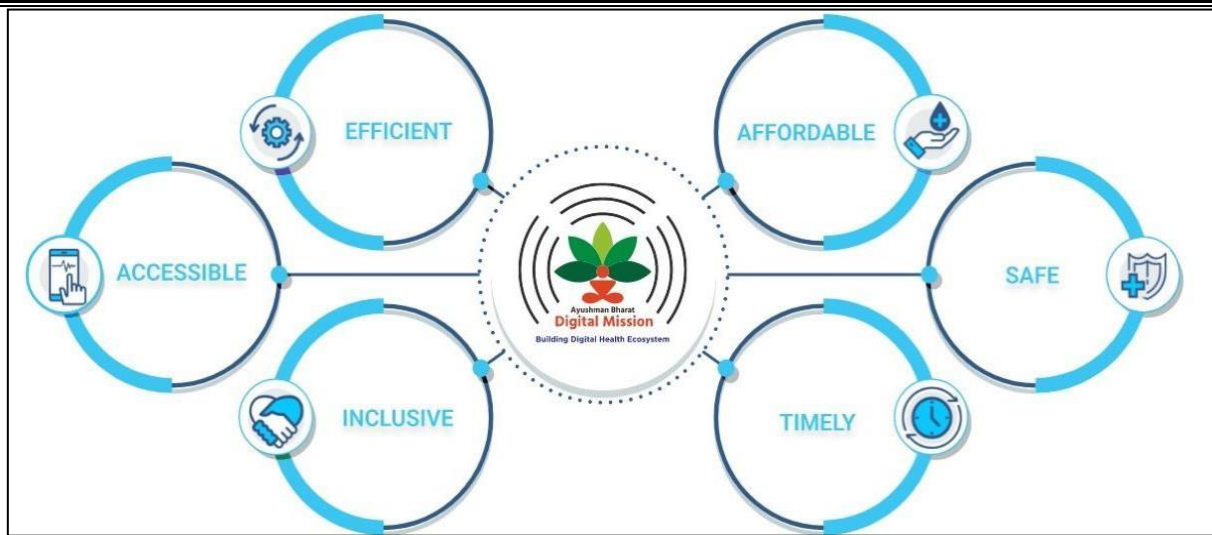 EFFICIENT
AFFORDABLE
ACCESSIBLE
SAFE
Ayushman Bharat
Digital Mission
Building Digital Health Ecosystem
INCLUSIVE
TIMELY